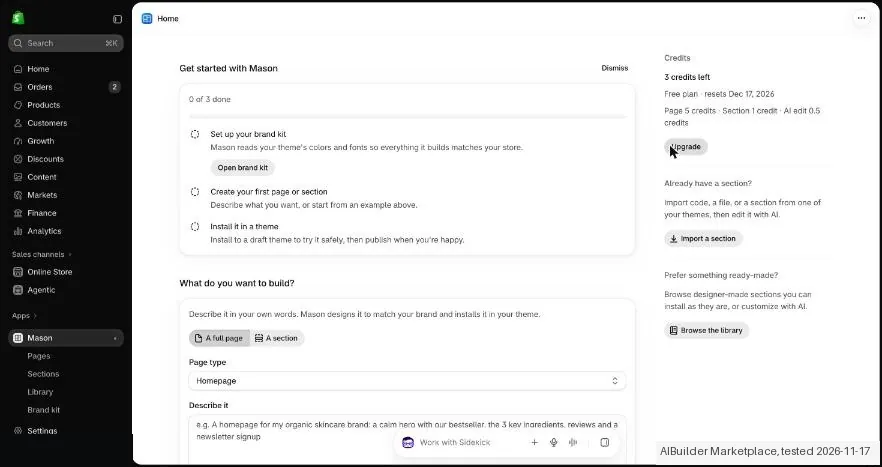 Home
Search
⌘K
Home
Orders
2
Products
Customers
Growth
Discounts
Content
Markets
Finance
Analytics
Sales channels
Online Store
Agentic
Apps
Mason
Pages
Sections
Library
Brand kit
Settings
Get started with Mason
Dismiss
0 of 3 done
Set up your brand kit
Mason reads your theme's colors and fonts so everything it builds matches your store.
Open brand kit
Create your first page or section
Describe what you want, or start from an example above.
Install it in a theme
Install to a draft theme to try it safely, then publish when you're happy.
What do you want to build?
Describe it in your own words. Mason designs it to match your brand and installs it in your theme.
A full page
A section
Page type
Homepage
Describe it
e.g. A homepage for my organic skincare brand: a calm hero with our bestseller, the 3 key ingredients, reviews and a
newsletter signup
Work with Sidekick
Credits
3 credits left
Free plan · resets Dec 17, 2026
Page 5 credits · Section 1 credit · AI edit 0.5
credits
Upgrade
Already have a section?
Import code, a file, or a section from one of
your themes, then edit it with AI.
Import a section
Prefer something ready-made?
Browse designer-made sections you can
install as they are, or customize with AI.
Browse the library
AIBuilder Marketplace, tested 2026-11-17